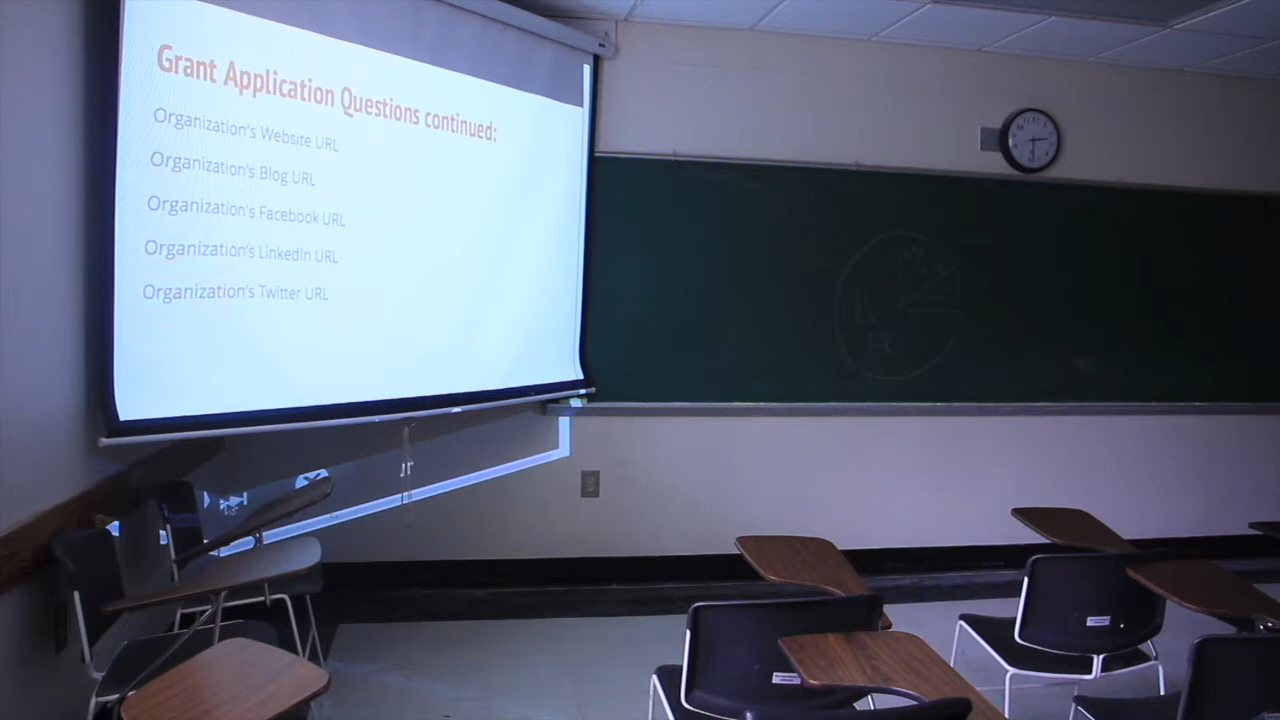 Grant Application Questions continued:
Organization's Website URL
Organization's Blog URL
Organization's Facebook URL
Organization's LinkedIn URL
Organization's Twitter URL